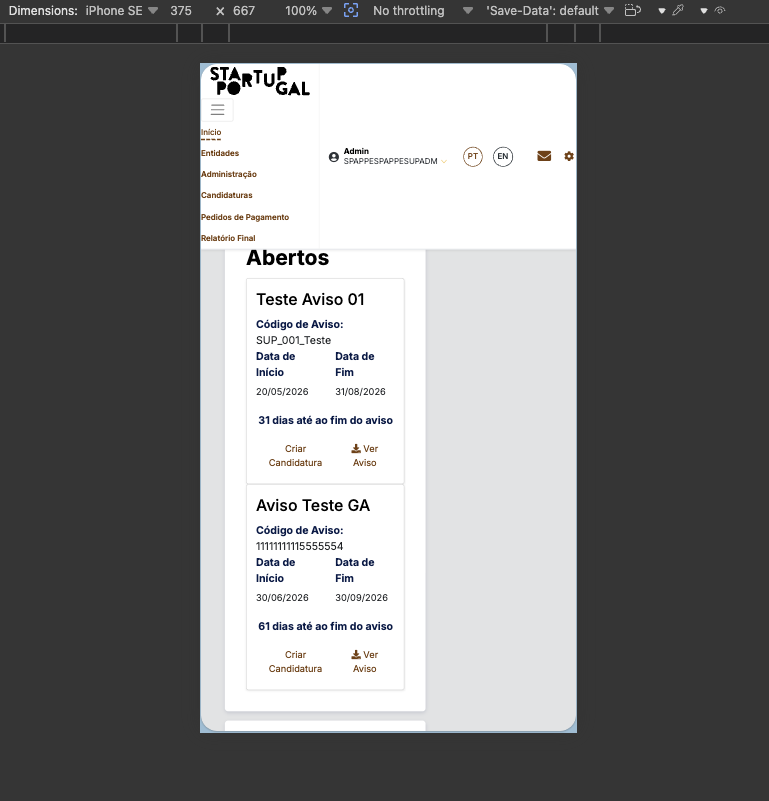 Dimensions: iPhone SE 375 × 667 100% No throttling 'Save-Data': default
STARTUP
PORTUGAL
Início
Entidades
Administração
Candidaturas
Pedidos de Pagamento
Relatório Final
Admin
SPAPPESPAPPESUPADM
PT EN
Abertos
Teste Aviso 01
Código de Aviso:
SUP_001_Teste
Data de Data de
Início Fim
20/05/2026 31/08/2026
31 dias até ao fim do aviso
Criar Ver
Candidatura Aviso
Aviso Teste GA
Código de Aviso:
11111111115555554
Data de Data de
Início Fim
30/06/2026 30/09/2026
61 dias até ao fim do aviso
Criar Ver
Candidatura Aviso